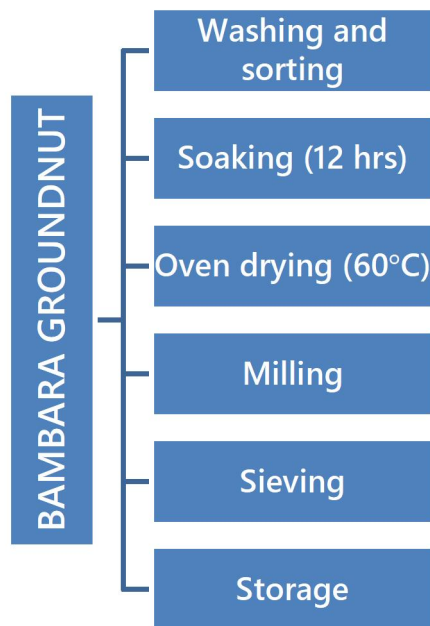 BAMBARA GROUNDNUT
Washing and
sorting
Soaking (12 hrs)
Oven drying (60°C)
Milling
Sieving
Storage